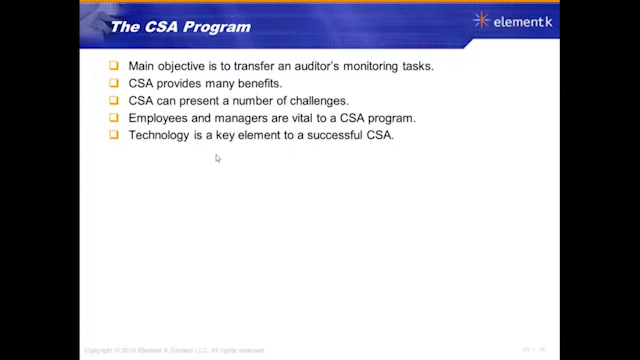 The CSA Program
element k
Main objective is to transfer an auditor's monitoring tasks.
CSA provides many benefits.
CSA can present a number of challenges.
Employees and managers are vital to a CSA program.
Technology is a key element to a successful CSA.
Copyright © 2010 Element K Content LLC. All rights reserved.